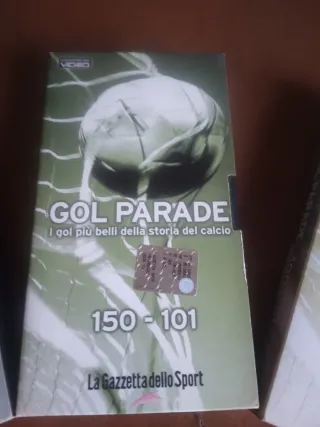 VIDEO
GOL PARADE
I gol più belli della storia del calcio
150 - 101
La Gazzetta dello Sport